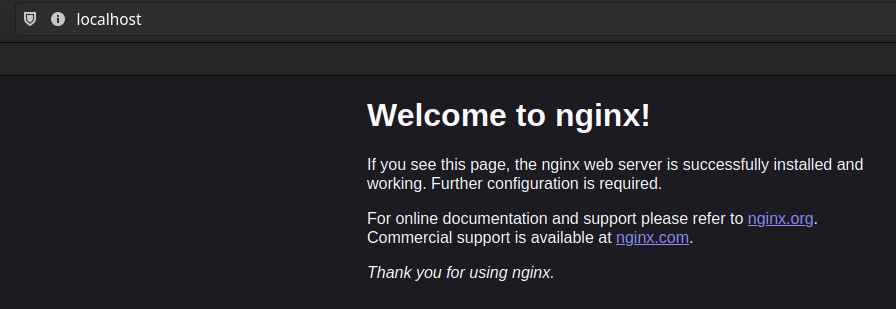 localhost
Welcome to nginx!
If you see this page, the nginx web server is successfully installed and
working. Further configuration is required.
For online documentation and support please refer to nginx.org.
Commercial support is available at nginx.com.
Thank you for using nginx.